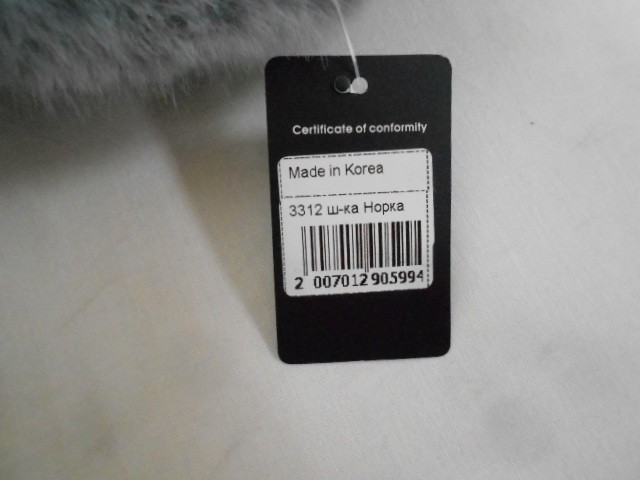 Certificate of conformity
Made in Korea
3312 ш-ка Норка
2 007012 905994